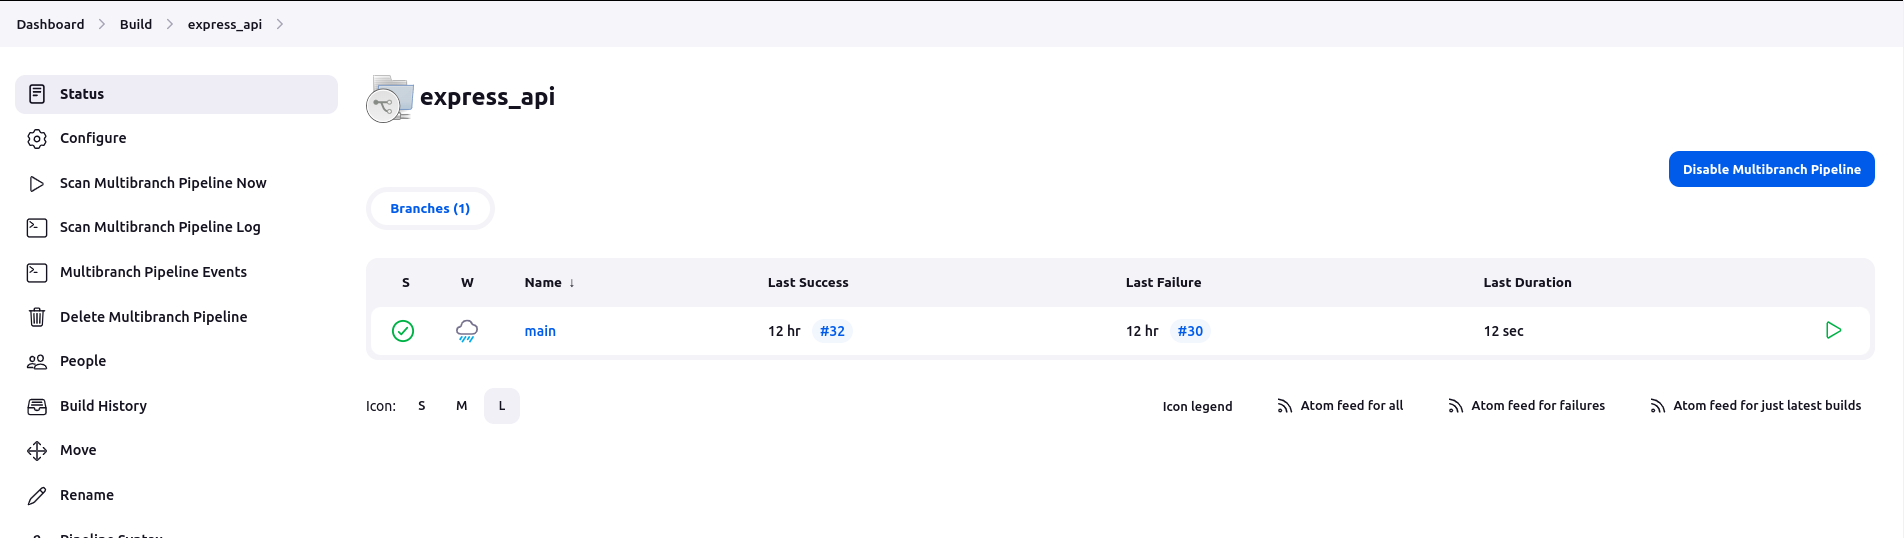 Dashboard > Build > express_api >
Status
Configure
Scan Multibranch Pipeline Now
Scan Multibranch Pipeline Log
Multibranch Pipeline Events
Delete Multibranch Pipeline
People
Build History
Move
Rename
Pipeline Syntax
express_api
Disable Multibranch Pipeline
Branches (1)
S W Name ↓ Last Success Last Failure Last Duration
main 12 hr #32 12 hr #30 12 sec
Icon: S M L
Icon legend Atom feed for all Atom feed for failures Atom feed for just latest builds